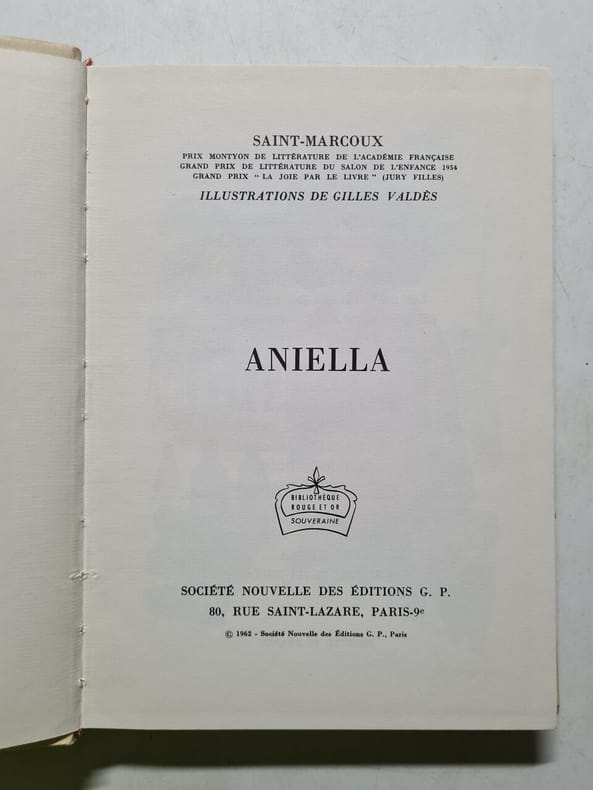 SAINT-MARCOUX
PRIX MONTYON DE LITTÉRATURE DE L'ACADÉMIE FRANÇAISE
GRAND PRIX DE LITTÉRATURE DU SALON DE L'ENFANCE 1954
GRAND PRIX " LA JOIE PAR LE LIVRE " (JURY FILLES)
ILLUSTRATIONS DE GILLES VALDÈS
ANIELLA
BIBLIOTHÈQUE
ROUGE ET OR
SOUVERAINE
SOCIÉTÉ NOUVELLE DES ÉDITIONS G. P.
80, RUE SAINT-LAZARE, PARIS-9e
© 1962 - Société Nouvelle des Éditions G. P., Paris